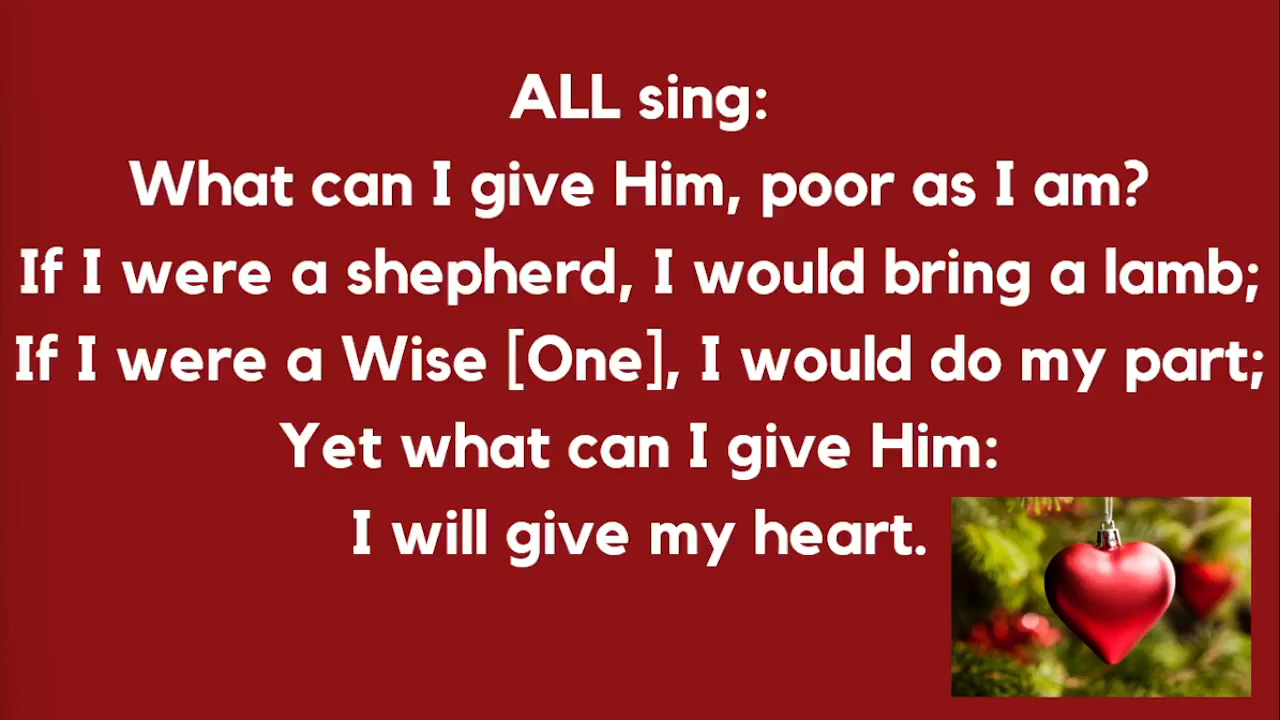 ALL sing:
What can I give Him, poor as I am?
If I were a shepherd, I would bring a lamb;
If I were a Wise [One], I would do my part;
Yet what can I give Him:
I will give my heart.